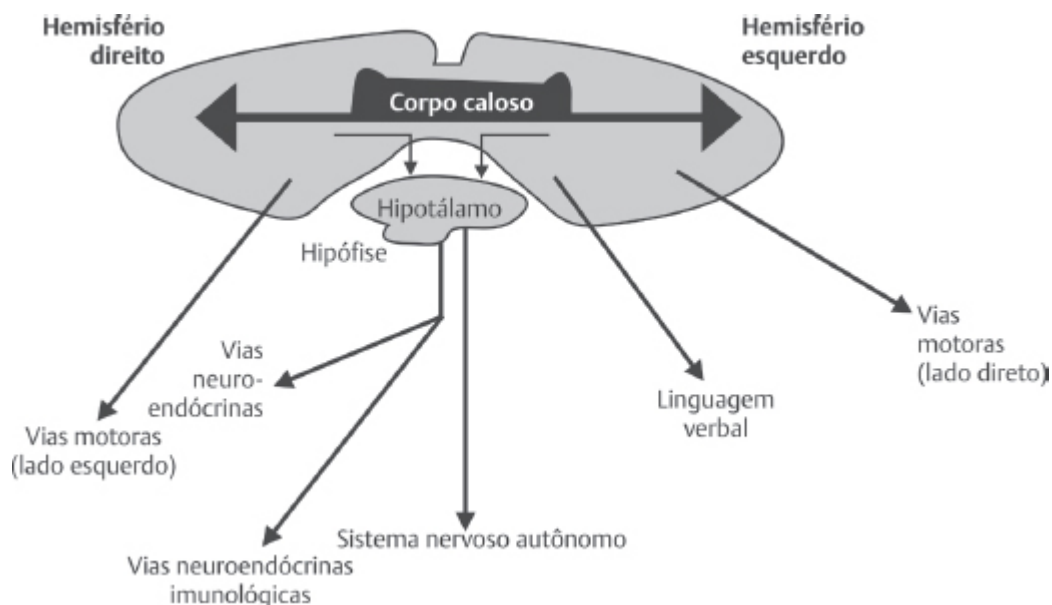 Hemisfério
direito
Hemisfério
esquerdo
Corpo caloso
Hipotálamo
Hipófise
Vias
neuro-
endócrinas
Vias motoras
(lado esquerdo)
Vias
motoras
(lado direto)
Linguagem
verbal
Sistema nervoso autônomo
Vias neuroendócrinas
imunológicas